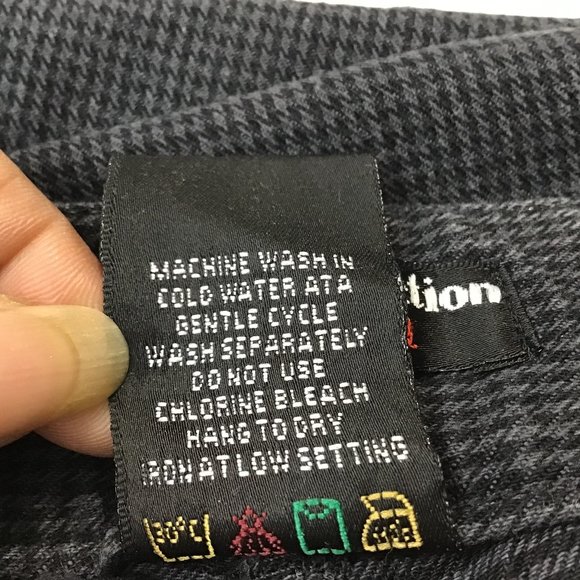 MACHINE WASH IN
COLD WATER AT A
GENTLE CYCLE
WASH SEPARATELY
DO NOT USE
CHLORINE BLEACH
HANG TO DRY
IRON AT LOW SETTING
30°C
tion